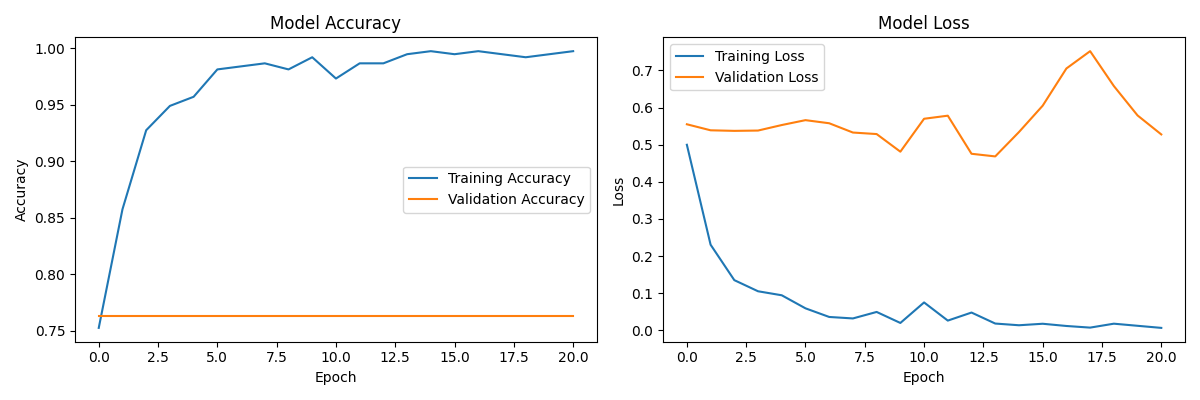 Model Accuracy
1.00
0.95
0.90
0.85
0.80
0.75
Accuracy
Training Accuracy
Validation Accuracy
0.0 2.5 5.0 7.5 10.0 12.5 15.0 17.5 20.0
Epoch
Model Loss
Training Loss
Validation Loss
0.7
0.6
0.5
0.4
0.3
0.2
0.1
0.0
Loss
0.0 2.5 5.0 7.5 10.0 12.5 15.0 17.5 20.0
Epoch